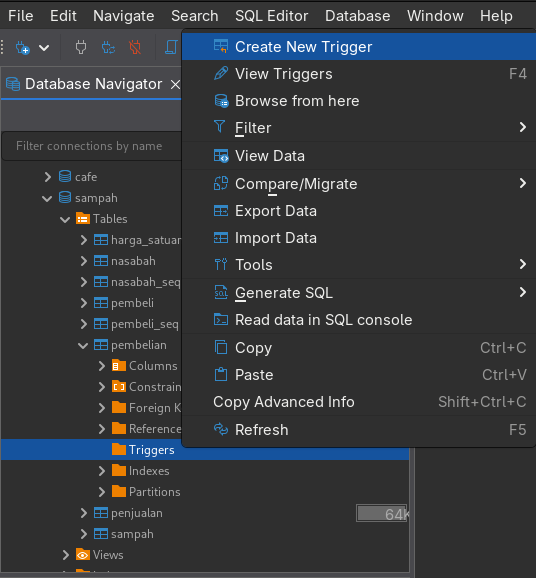 File Edit Navigate Search SQL Editor Database Window Help
Database Navigator
Filter connections by name
cafe
sampah
Tables
harga_satuan
nasabah
nasabah_seq
pembeli
pembeli_seq
pembelian
Columns
Constrain
Foreign K
Reference
Triggers
Indexes
Partitions
penjualan
64K
sampah
Views
Create New Trigger
View Triggers F4
Browse from here
Filter
View Data
Compare/Migrate
Export Data
Import Data
Tools
Generate SQL
Read data in SQL console
Copy Ctrl+C
Paste Ctrl+V
Copy Advanced Info Shift+Ctrl+C
Refresh F5